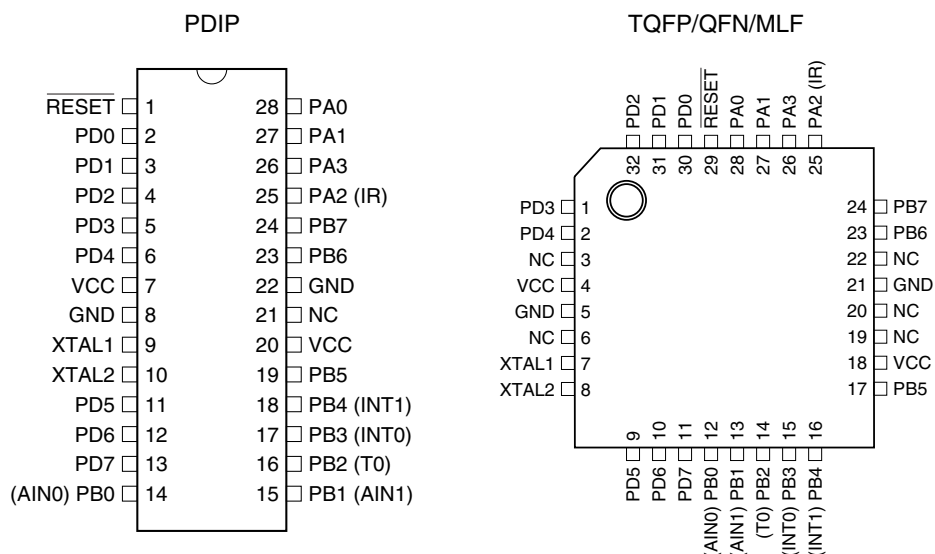 PDIP
RESET 1 28 PA0
PD0 2 27 PA1
PD1 3 26 PA3
PD2 4 25 PA2 (IR)
PD3 5 24 PB7
PD4 6 23 PB6
VCC 7 22 GND
GND 8 21 NC
XTAL1 9 20 VCC
XTAL2 10 19 PB5
PD5 11 18 PB4 (INT1)
PD6 12 17 PB3 (INT0)
PD7 13 16 PB2 (T0)
(AIN0) PB0 14 15 PB1 (AIN1)
TQFP/QFN/MLF
PD2
PD1
PD0
RESET
PA0
PA1
PA3
PA2 (IR)
32 31 30 29 28 27 26 25
PD3 1 24 PB7
PD4 2 23 PB6
NC 3 22 NC
VCC 4 21 GND
GND 5 20 NC
NC 6 19 NC
XTAL1 7 18 VCC
XTAL2 8 17 PB5
9 10 11 12 13 14 15 16
PD5
PD6
PD7
(AIN0) PB0
(AIN1) PB1
(T0) PB2
(INT0) PB3
(INT1) PB4